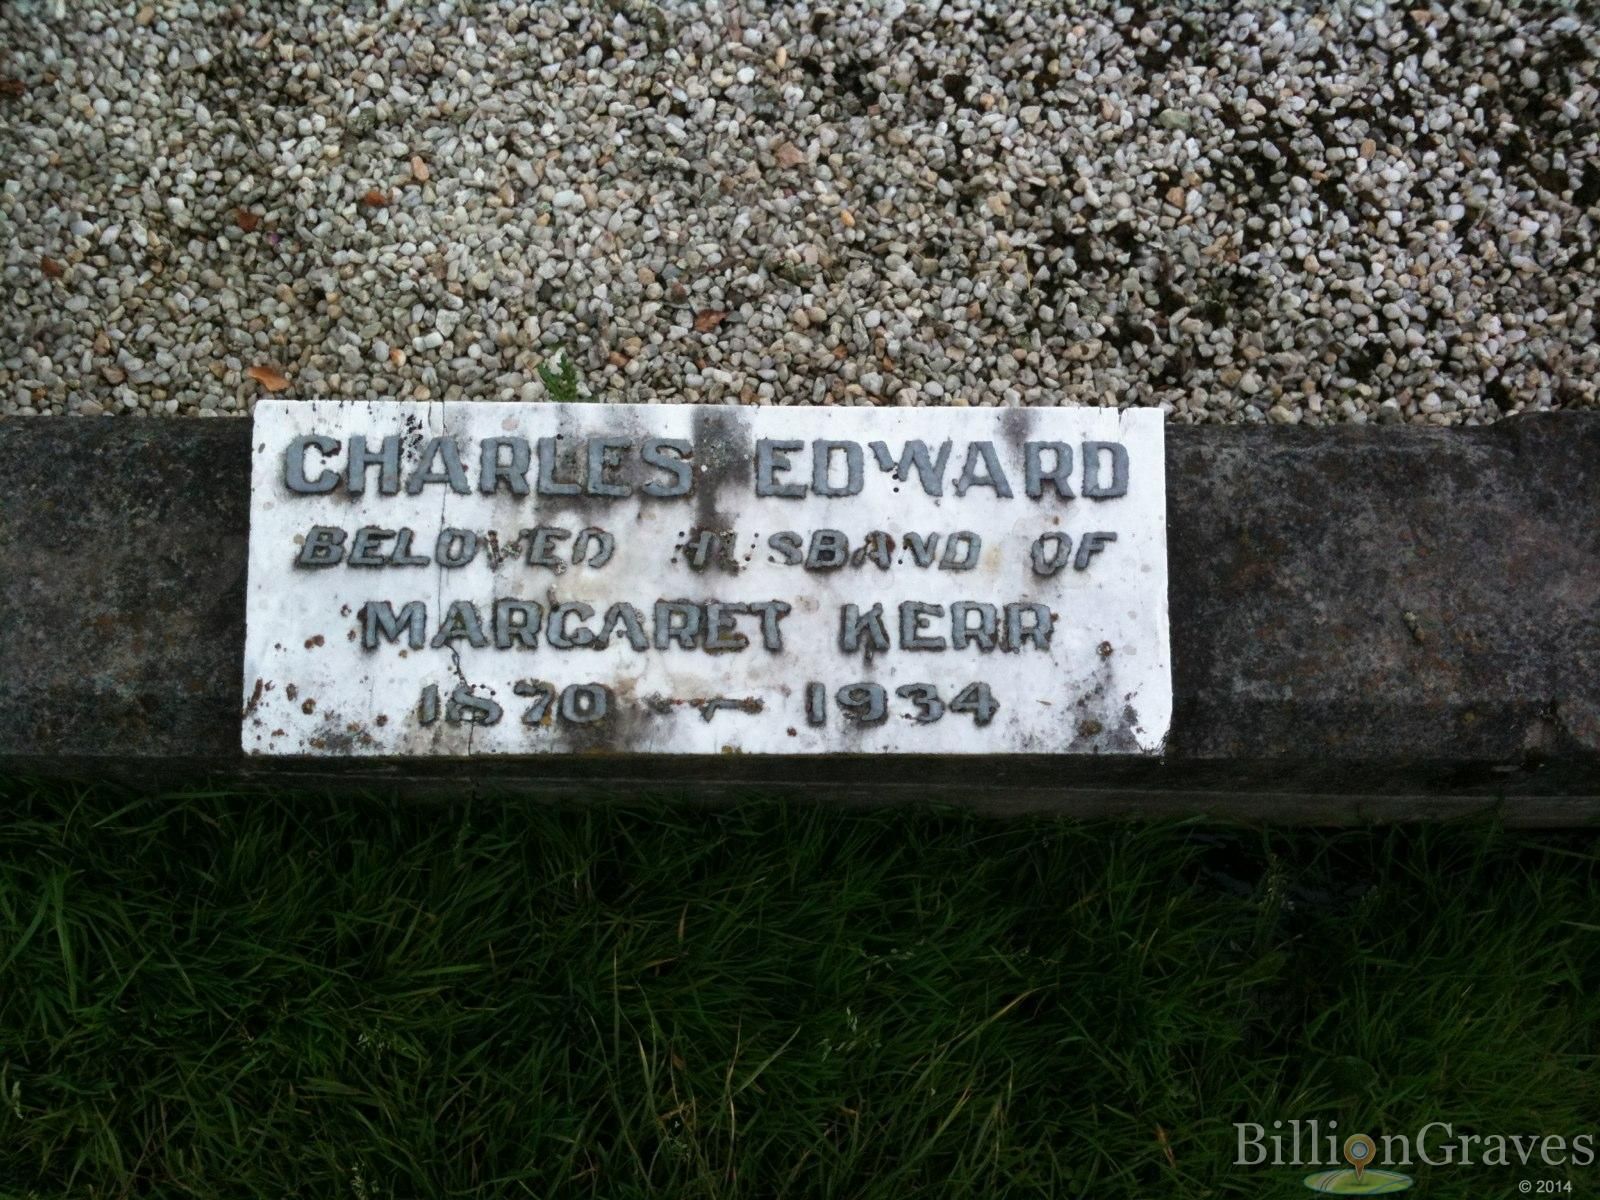 CHARLES EDWARD
BELOVED HUSBAND OF
MARGARET KERR
1870 – 1934
BillionGraves
© 2014